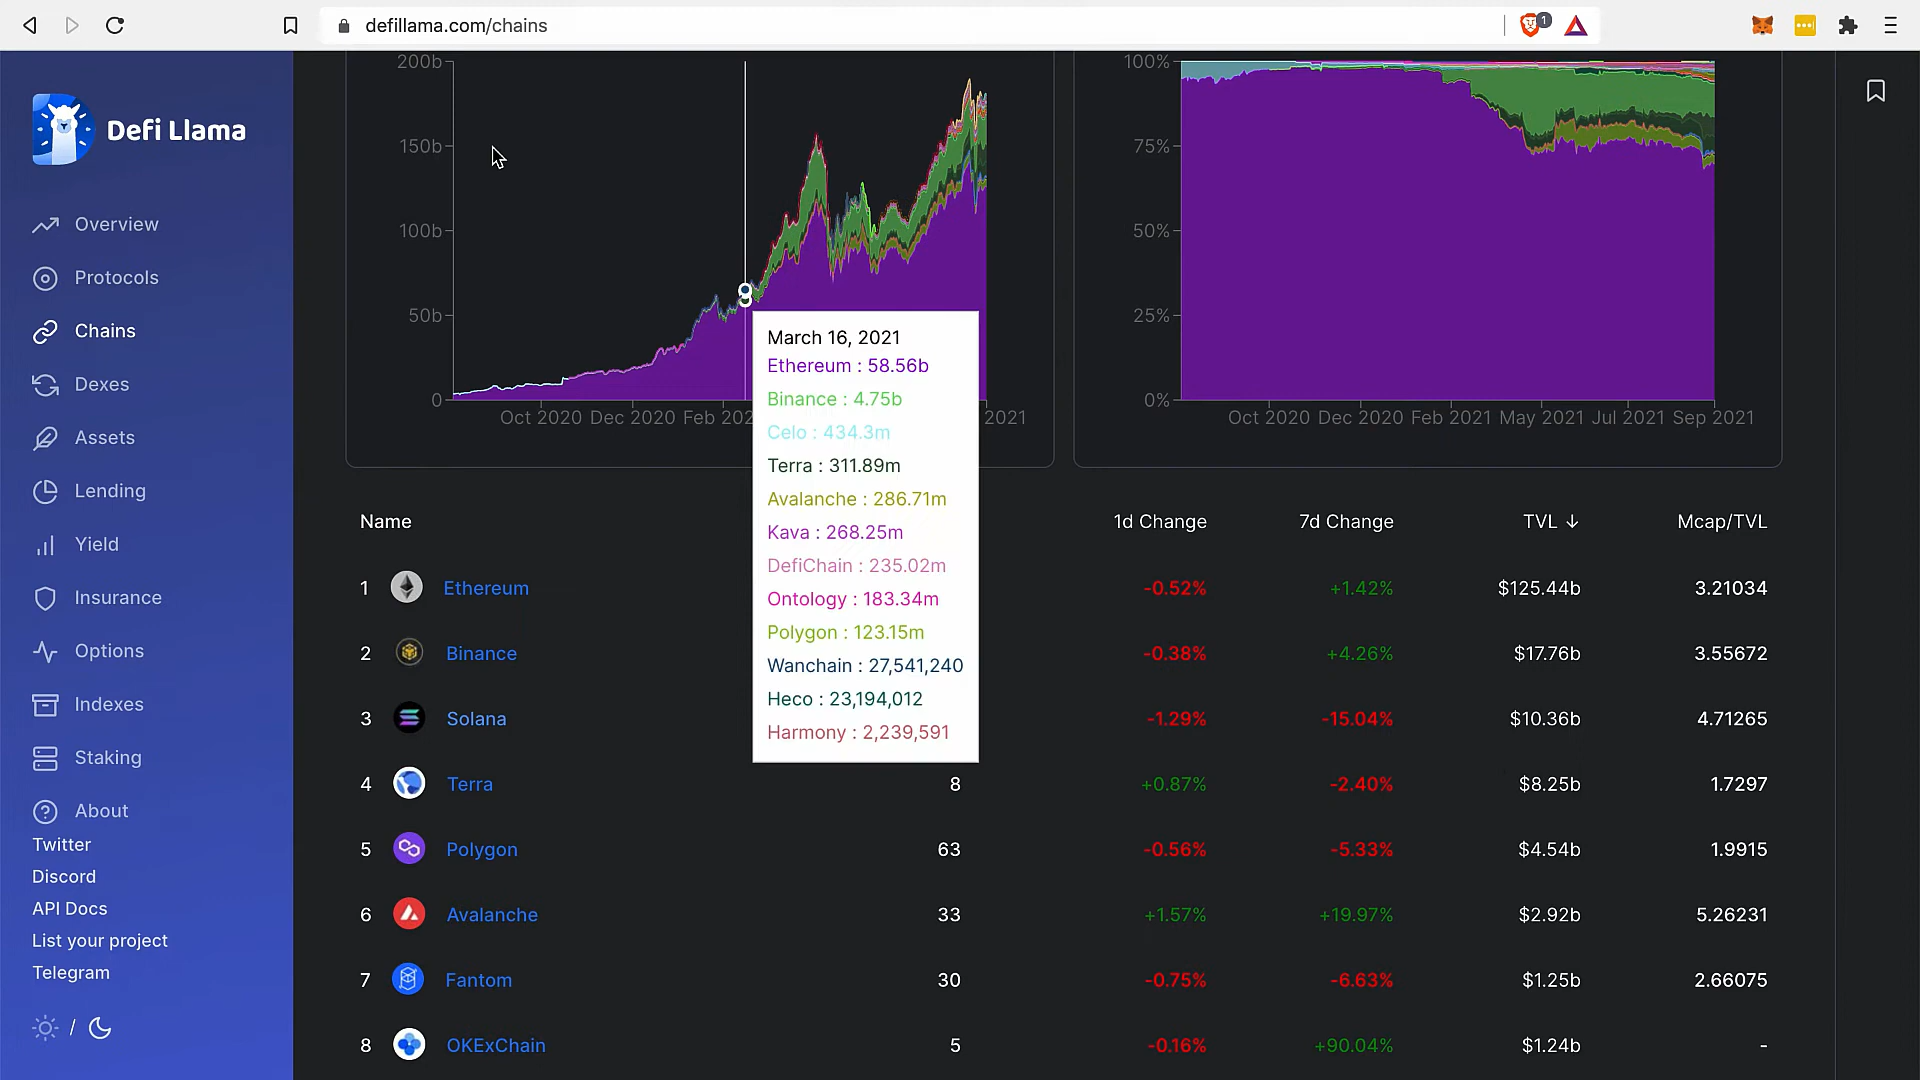 defillama.com/chains
1
Defi Llama
Overview
Protocols
Chains
Dexes
Assets
Lending
Yield
Insurance
Options
Indexes
Staking
About
Twitter
Discord
API Docs
List your project
Telegram
/
200b
150b
100b
50b
0
Oct 2020 Dec 2020 Feb 202 2021
March 16, 2021
Ethereum : 58.56b
Binance : 4.75b
Celo : 434.3m
Terra : 311.89m
Avalanche : 286.71m
Kava : 268.25m
DefiChain : 235.02m
Ontology : 183.34m
Polygon : 123.15m
Wanchain : 27,541,240
Heco : 23,194,012
Harmony : 2,239,591
100%
75%
50%
25%
0%
Oct 2020 Dec 2020 Feb 2021 May 2021 Jul 2021 Sep 2021
Name 1d Change 7d Change TVL ↓ Mcap/TVL
1 Ethereum -0.52% +1.42% $125.44b 3.21034
2 Binance -0.38% +4.26% $17.76b 3.55672
3 Solana -1.29% -15.04% $10.36b 4.71265
4 Terra 8 +0.87% -2.40% $8.25b 1.7297
5 Polygon 63 -0.56% -5.33% $4.54b 1.9915
6 Avalanche 33 +1.57% +19.97% $2.92b 5.26231
7 Fantom 30 -0.75% -6.63% $1.25b 2.66075
8 OKExChain 5 -0.16% +90.04% $1.24b -